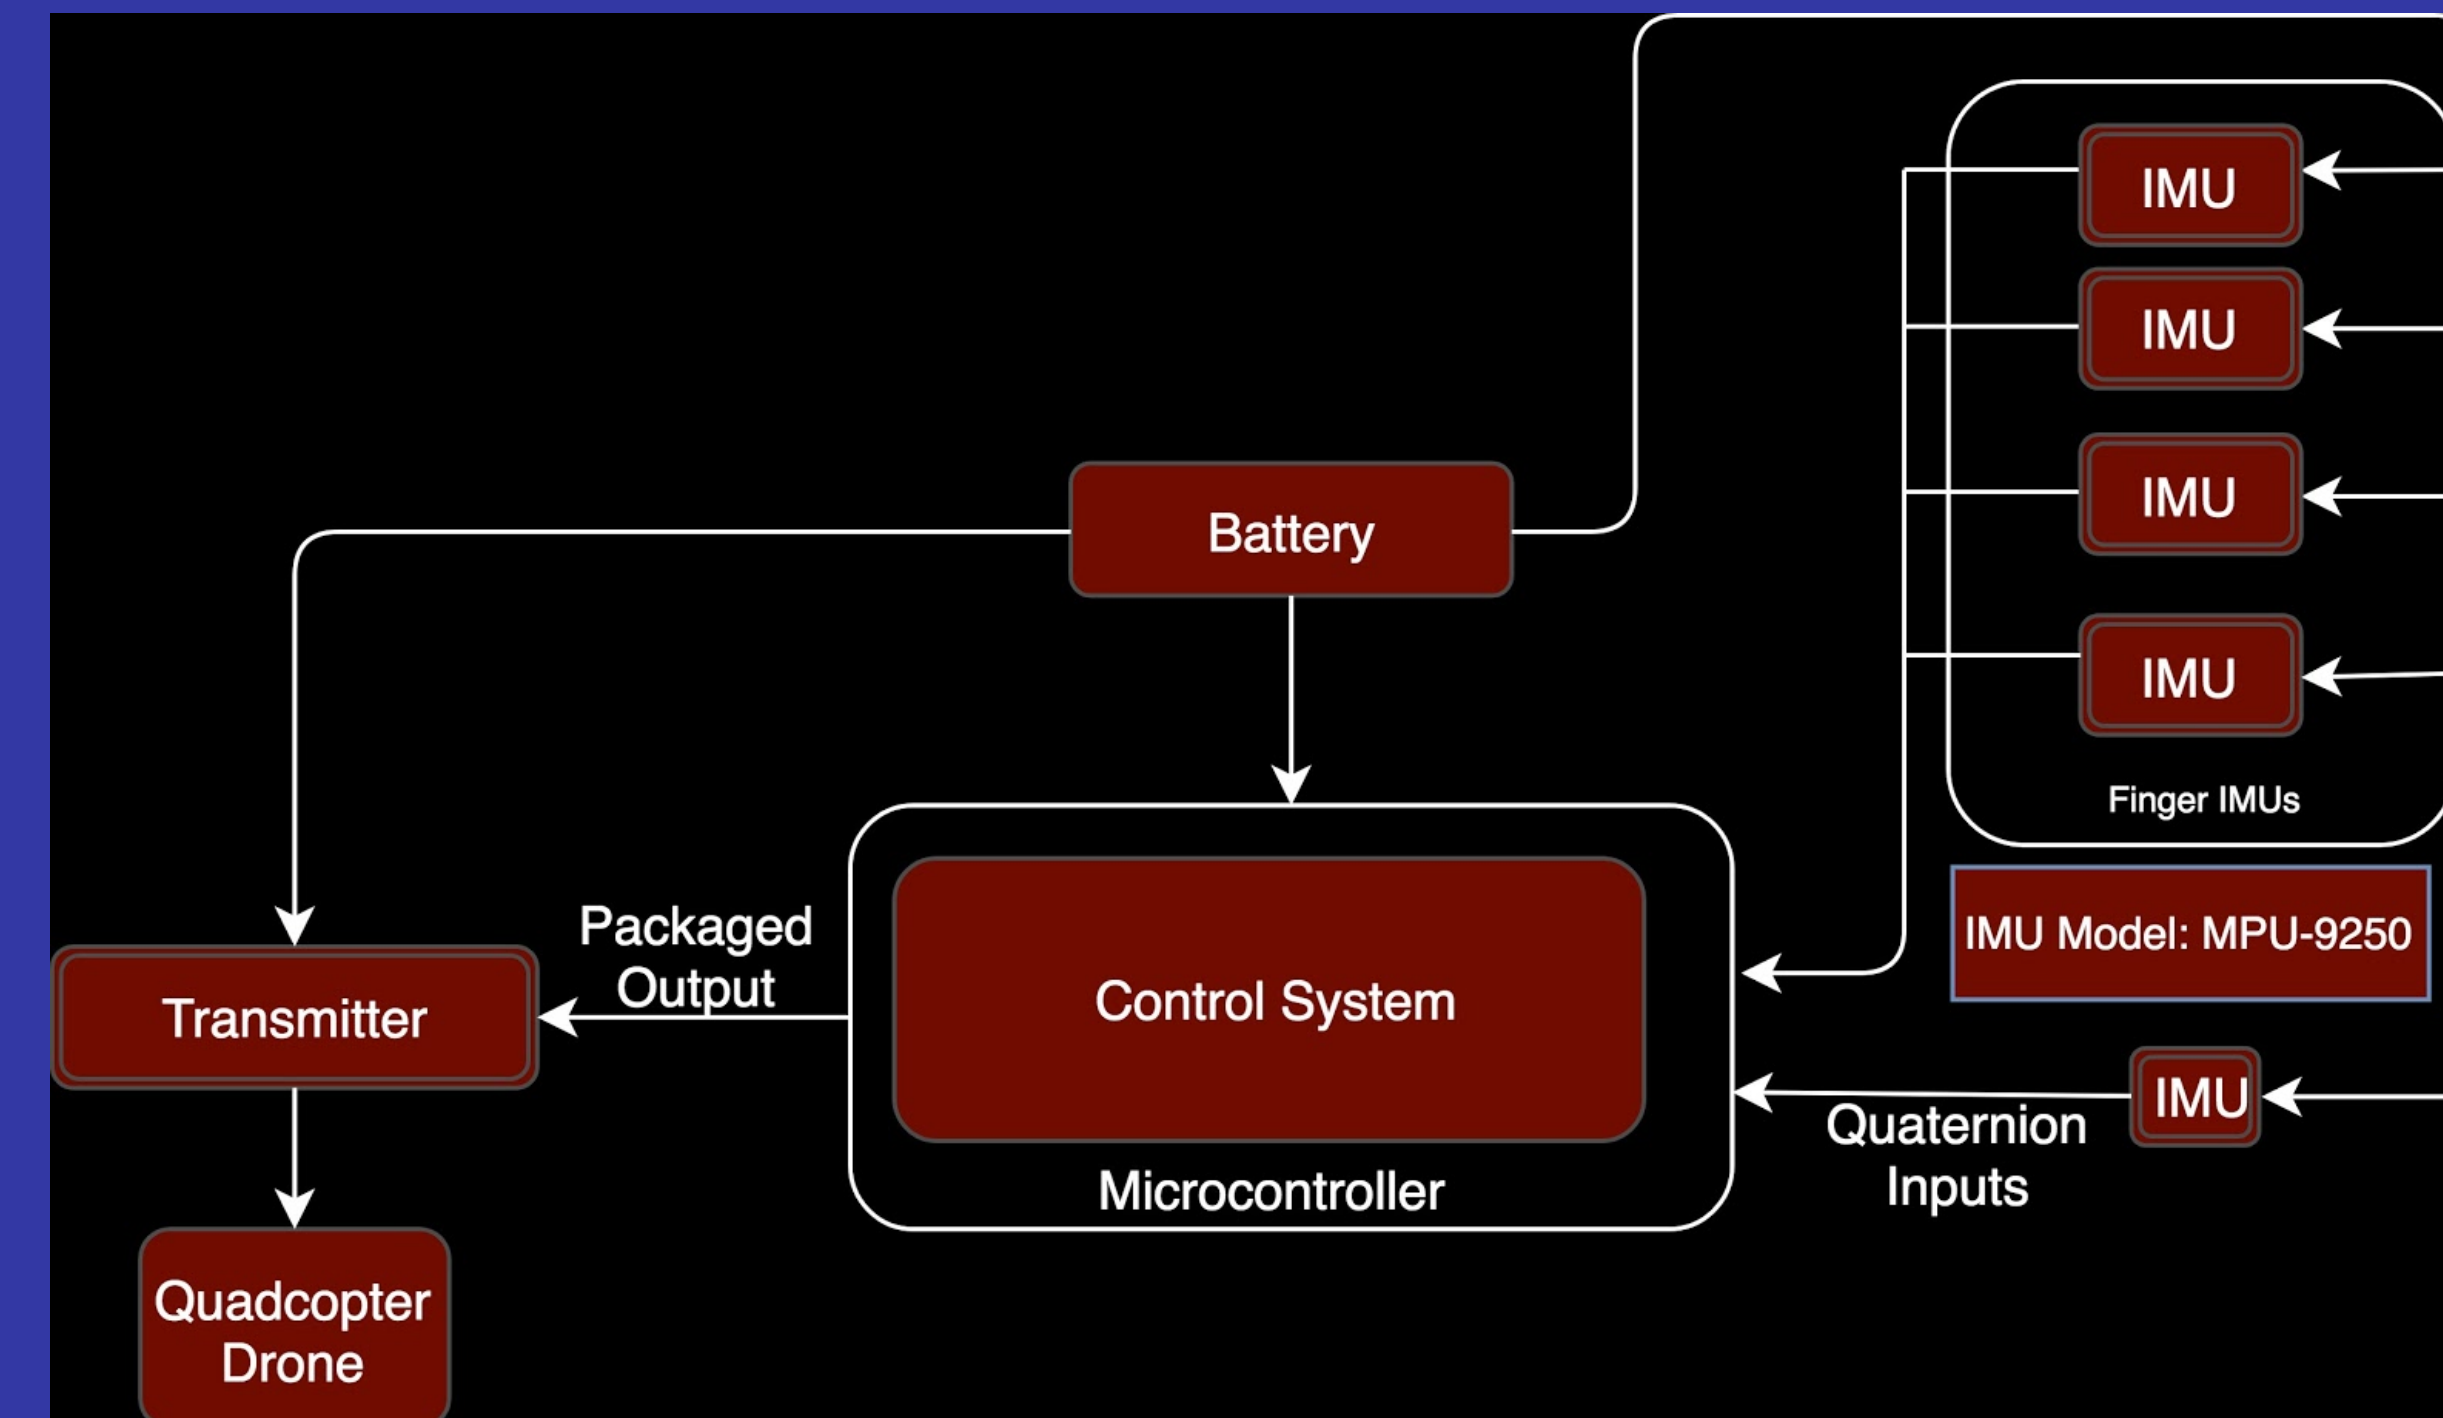 IMU
IMU
IMU
IMU
Finger IMUs
Battery
IMU Model: MPU-9250
Packaged
Output
Transmitter
Control System
Microcontroller
IMU
Quaternion
Inputs
Quadcopter
Drone